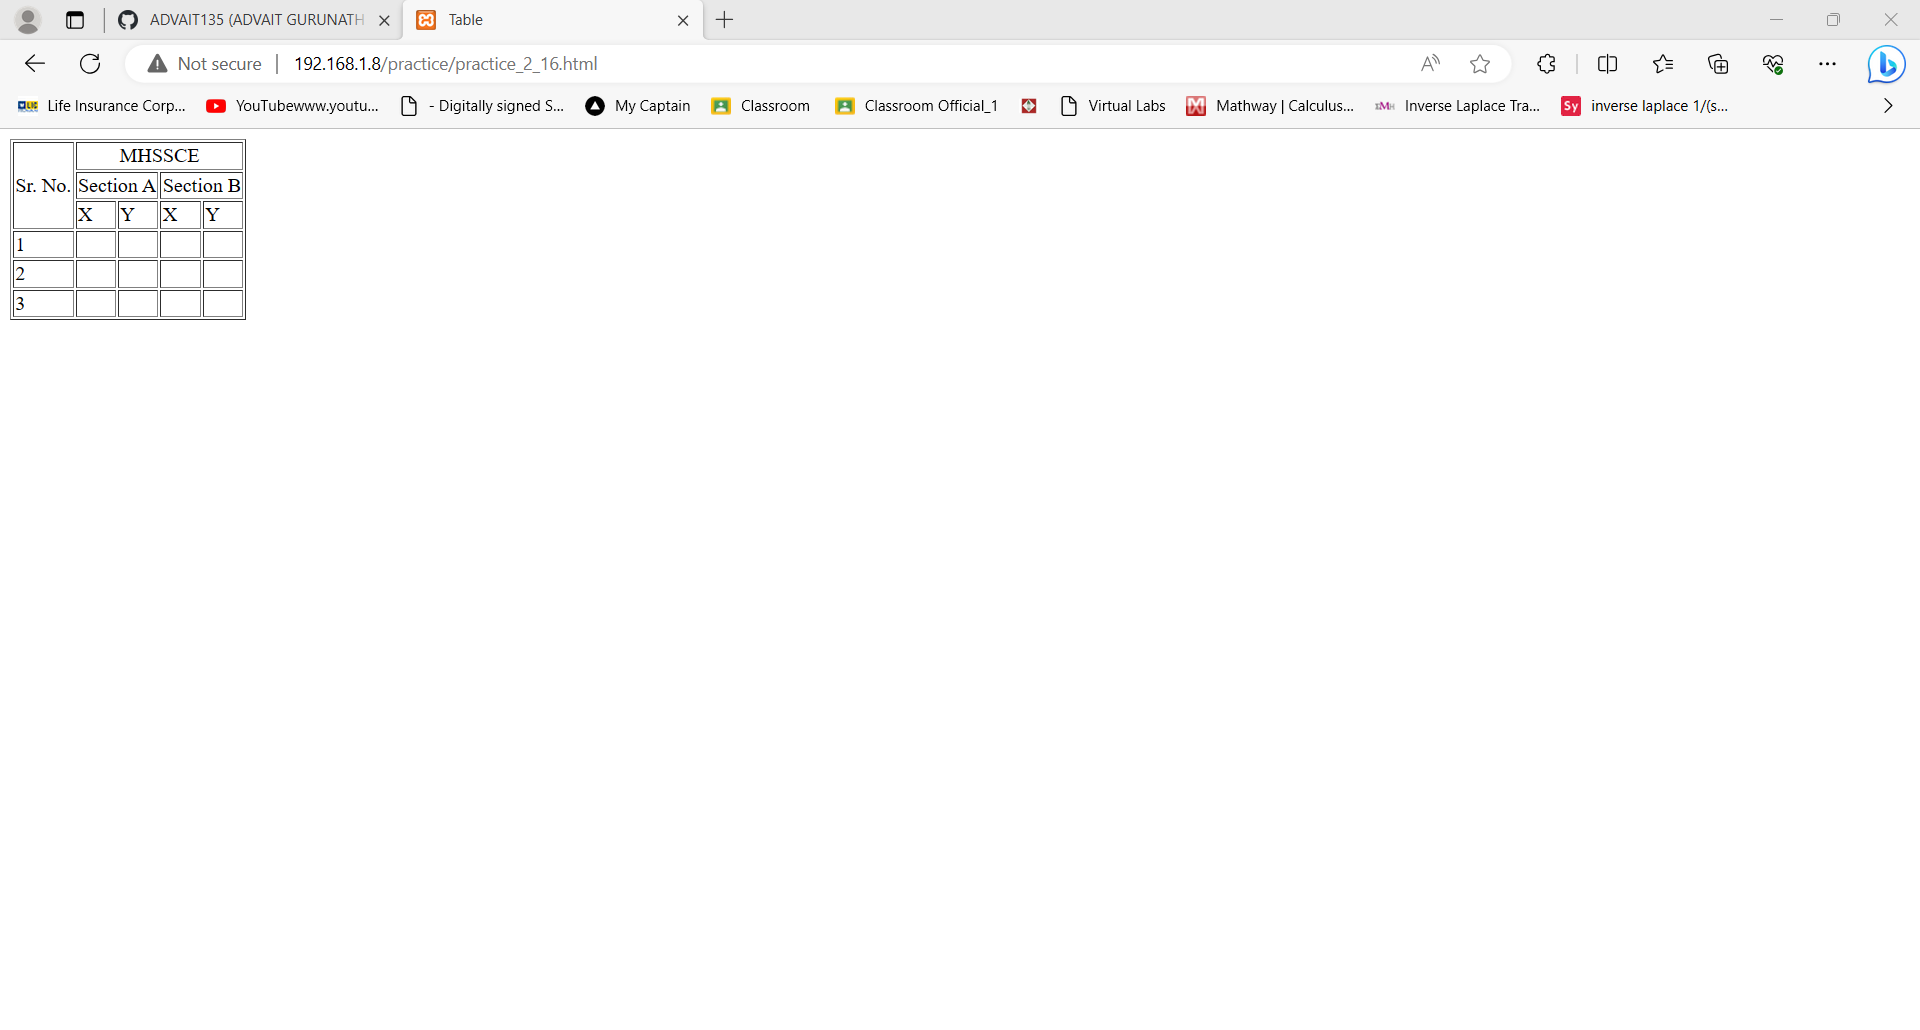 ADVAIT135 (ADVAIT GURUNATH
Table
Not secure
192.168.1.8/practice/practice_2_16.html
Life Insurance Corp... YouTubewww.youtu... - Digitally signed S... My Captain Classroom Classroom Official_1 Virtual Labs Mathway | Calculus... Inverse Laplace Tra... Sy inverse laplace 1/(s...
MHSSCE
Sr. No. Section A Section B
X Y X Y
1
2
3